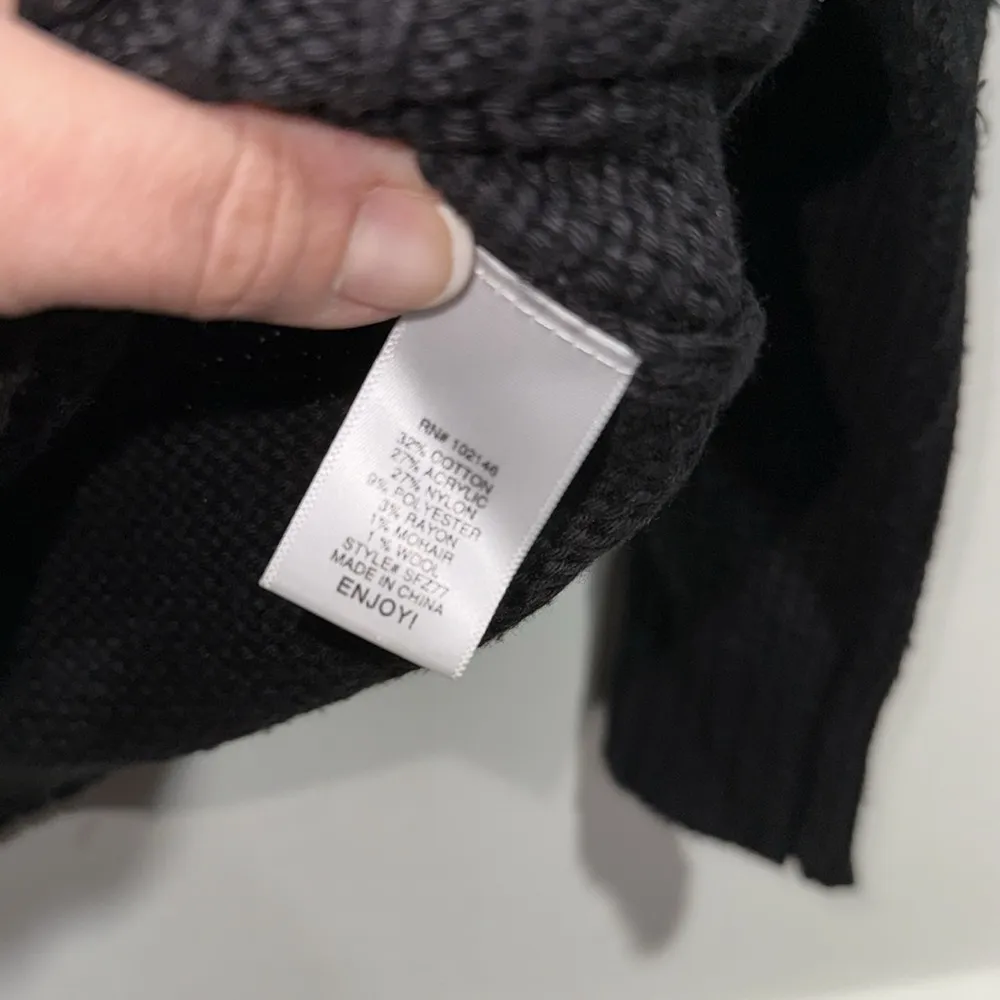 RN# 102146
32% COTTON
27% ACRYLIC
27% NYLON
9% POLYESTER
3% RAYON
1% MOHAIR
1 % WOOL
STYLE# SFZ77
MADE IN CHINA
ENJOY!